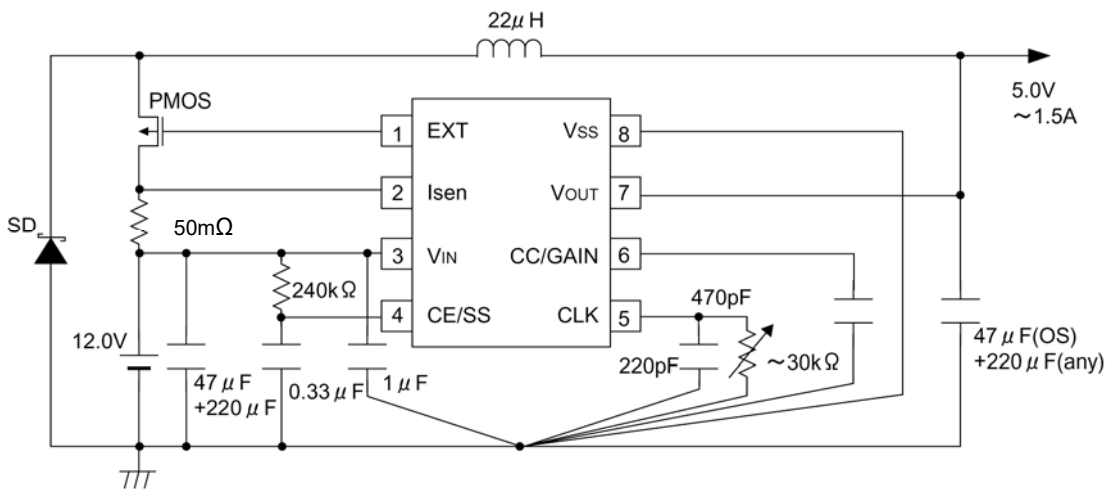 22μH
5.0V
～1.5A
PMOS
1 EXT
VSS 8
2 Isen
VOUT 7
SD
50mΩ
3 VIN
CC/GAIN 6
240kΩ
470pF
4 CE/SS
CLK 5
12.0V
47μF
+220μF
0.33μF
1μF
220pF
～30kΩ
47μF(OS)
+220μF(any)